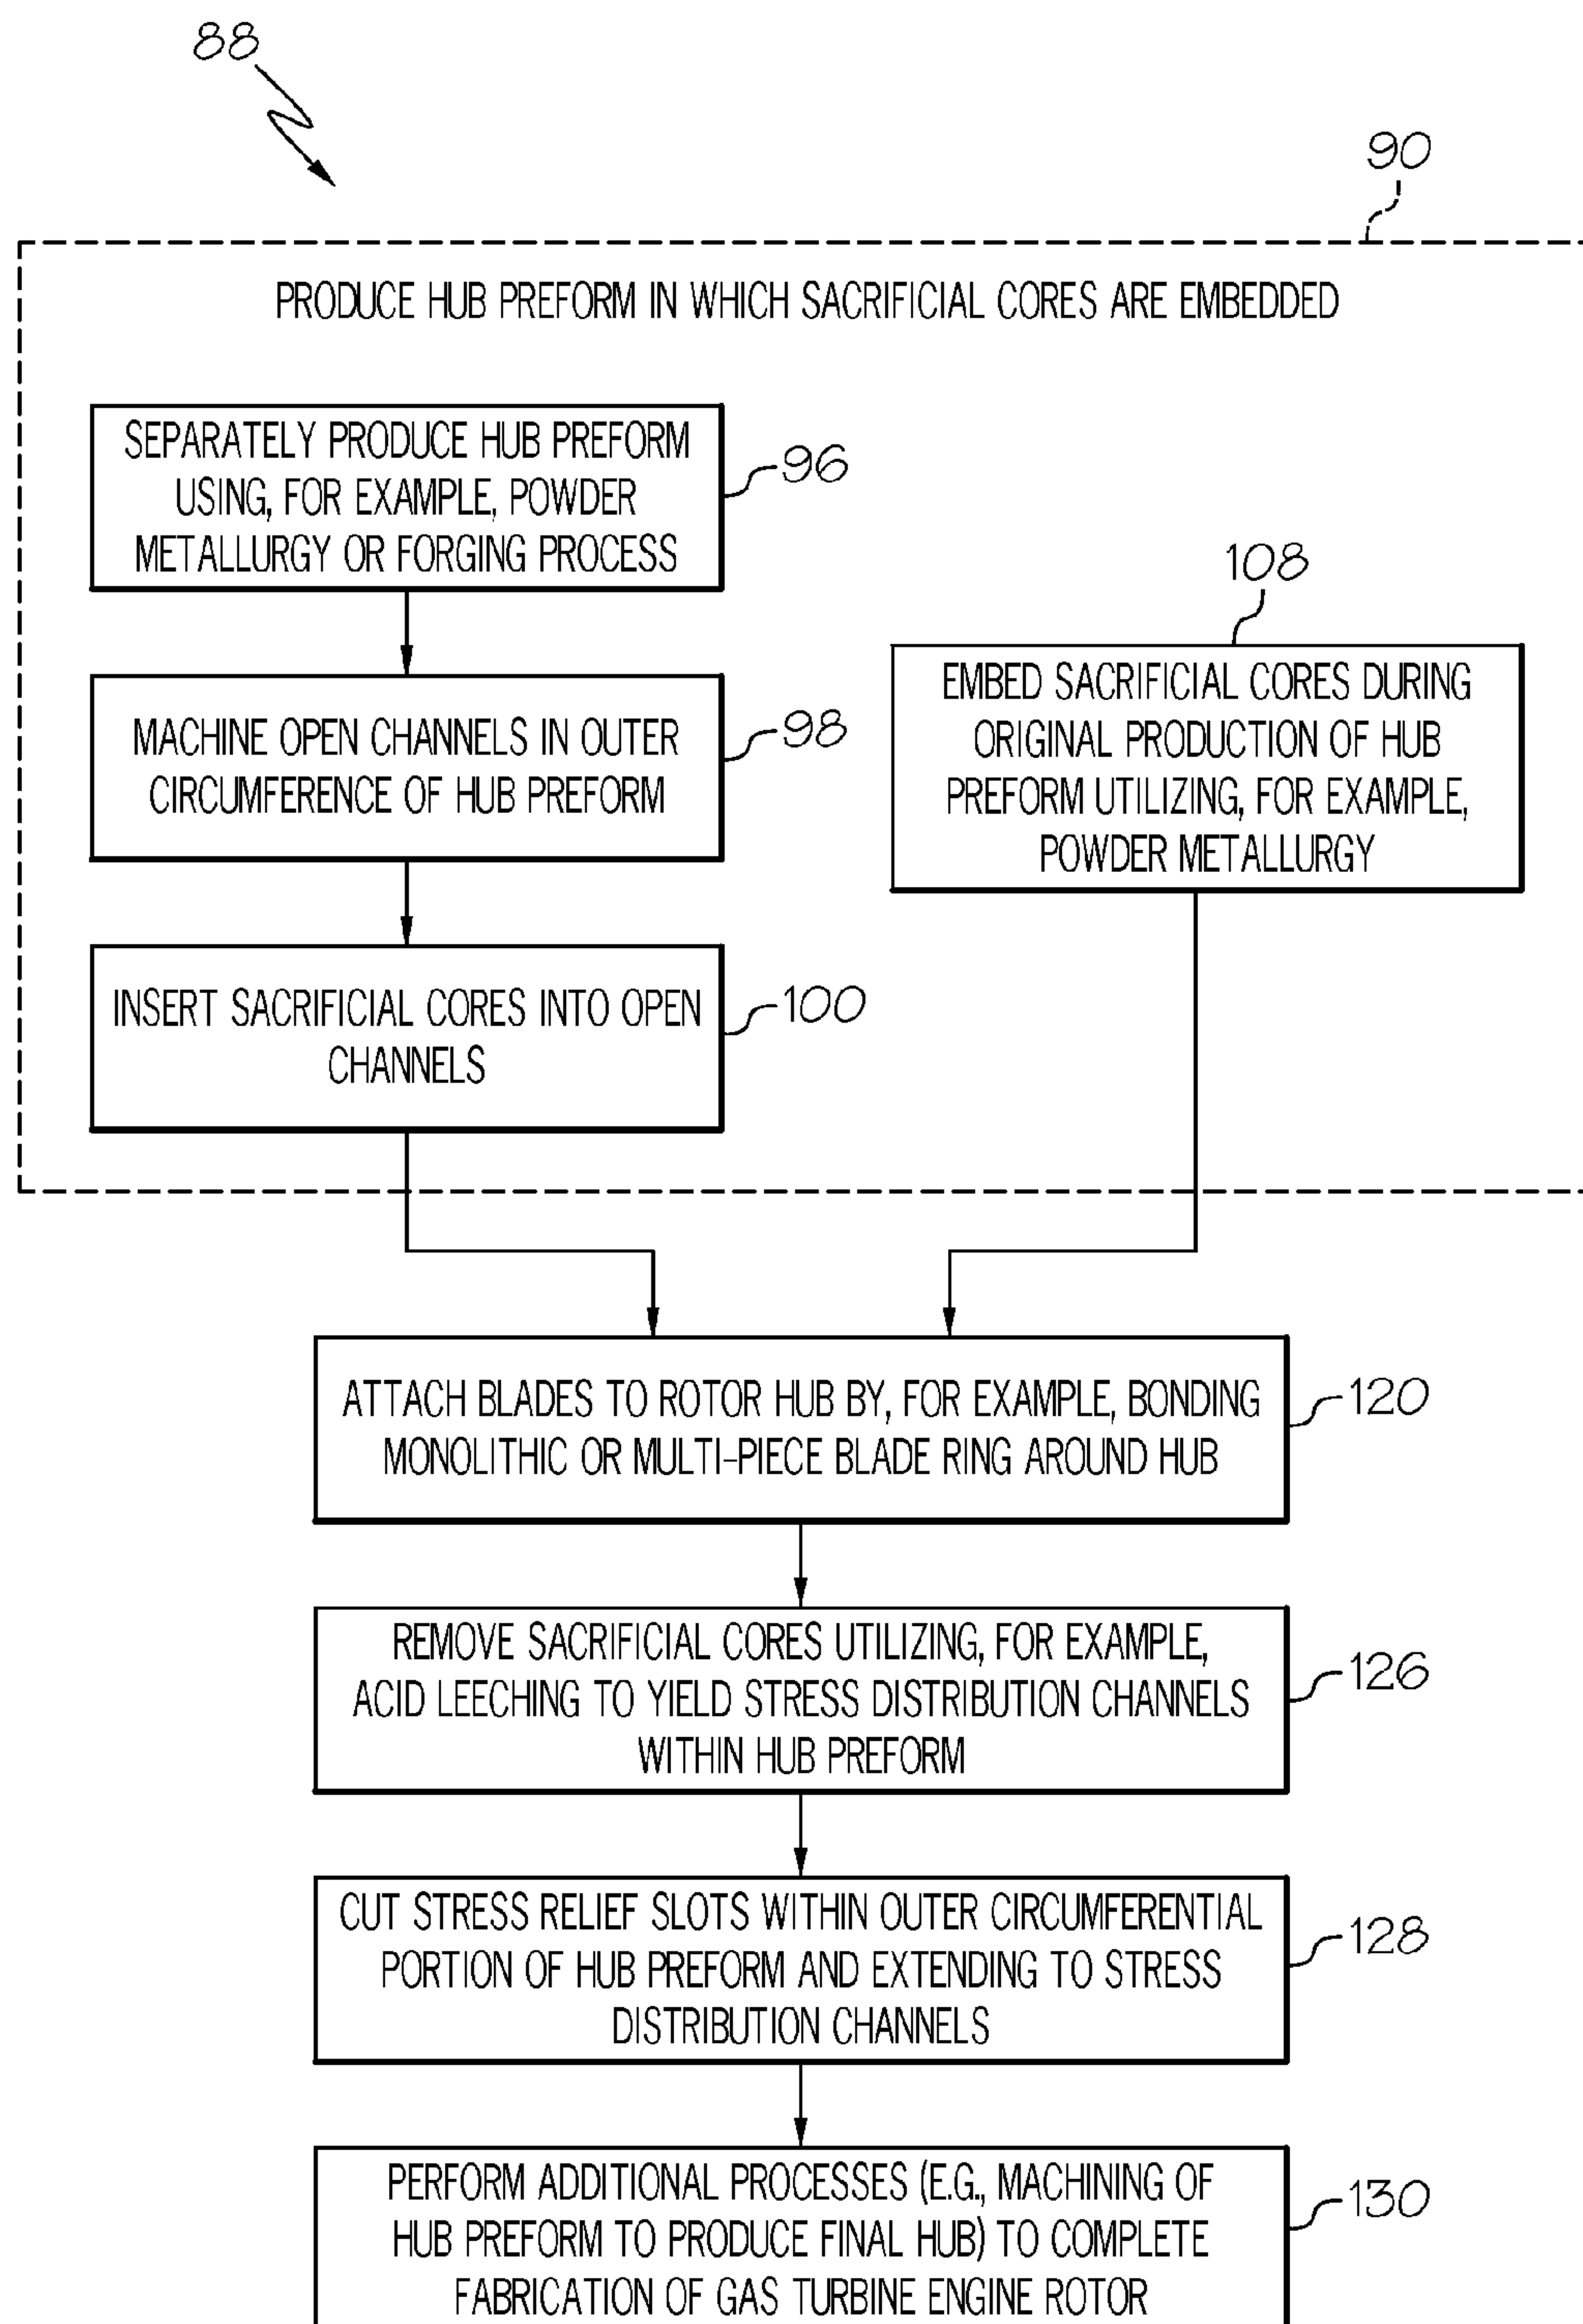 88
90
PRODUCE HUB PREFORM IN WHICH SACRIFICIAL CORES ARE EMBEDDED
SEPARATELY PRODUCE HUB PREFORM
USING, FOR EXAMPLE, POWDER
METALLURGY OR FORGING PROCESS
96
MACHINE OPEN CHANNELS IN OUTER
CIRCUMFERENCE OF HUB PREFORM
98
INSERT SACRIFICIAL CORES INTO OPEN
CHANNELS
100
108
EMBED SACRIFICIAL CORES DURING
ORIGINAL PRODUCTION OF HUB
PREFORM UTILIZING, FOR EXAMPLE,
POWDER METALLURGY
ATTACH BLADES TO ROTOR HUB BY, FOR EXAMPLE, BONDING
MONOLITHIC OR MULTI-PIECE BLADE RING AROUND HUB
120
REMOVE SACRIFICIAL CORES UTILIZING, FOR EXAMPLE,
ACID LEECHING TO YIELD STRESS DISTRIBUTION CHANNELS
WITHIN HUB PREFORM
126
CUT STRESS RELIEF SLOTS WITHIN OUTER CIRCUMFERENTIAL
PORTION OF HUB PREFORM AND EXTENDING TO STRESS
DISTRIBUTION CHANNELS
128
PERFORM ADDITIONAL PROCESSES (E.G., MACHINING OF
HUB PREFORM TO PRODUCE FINAL HUB) TO COMPLETE
FABRICATION OF GAS TURBINE ENGINE ROTOR
130